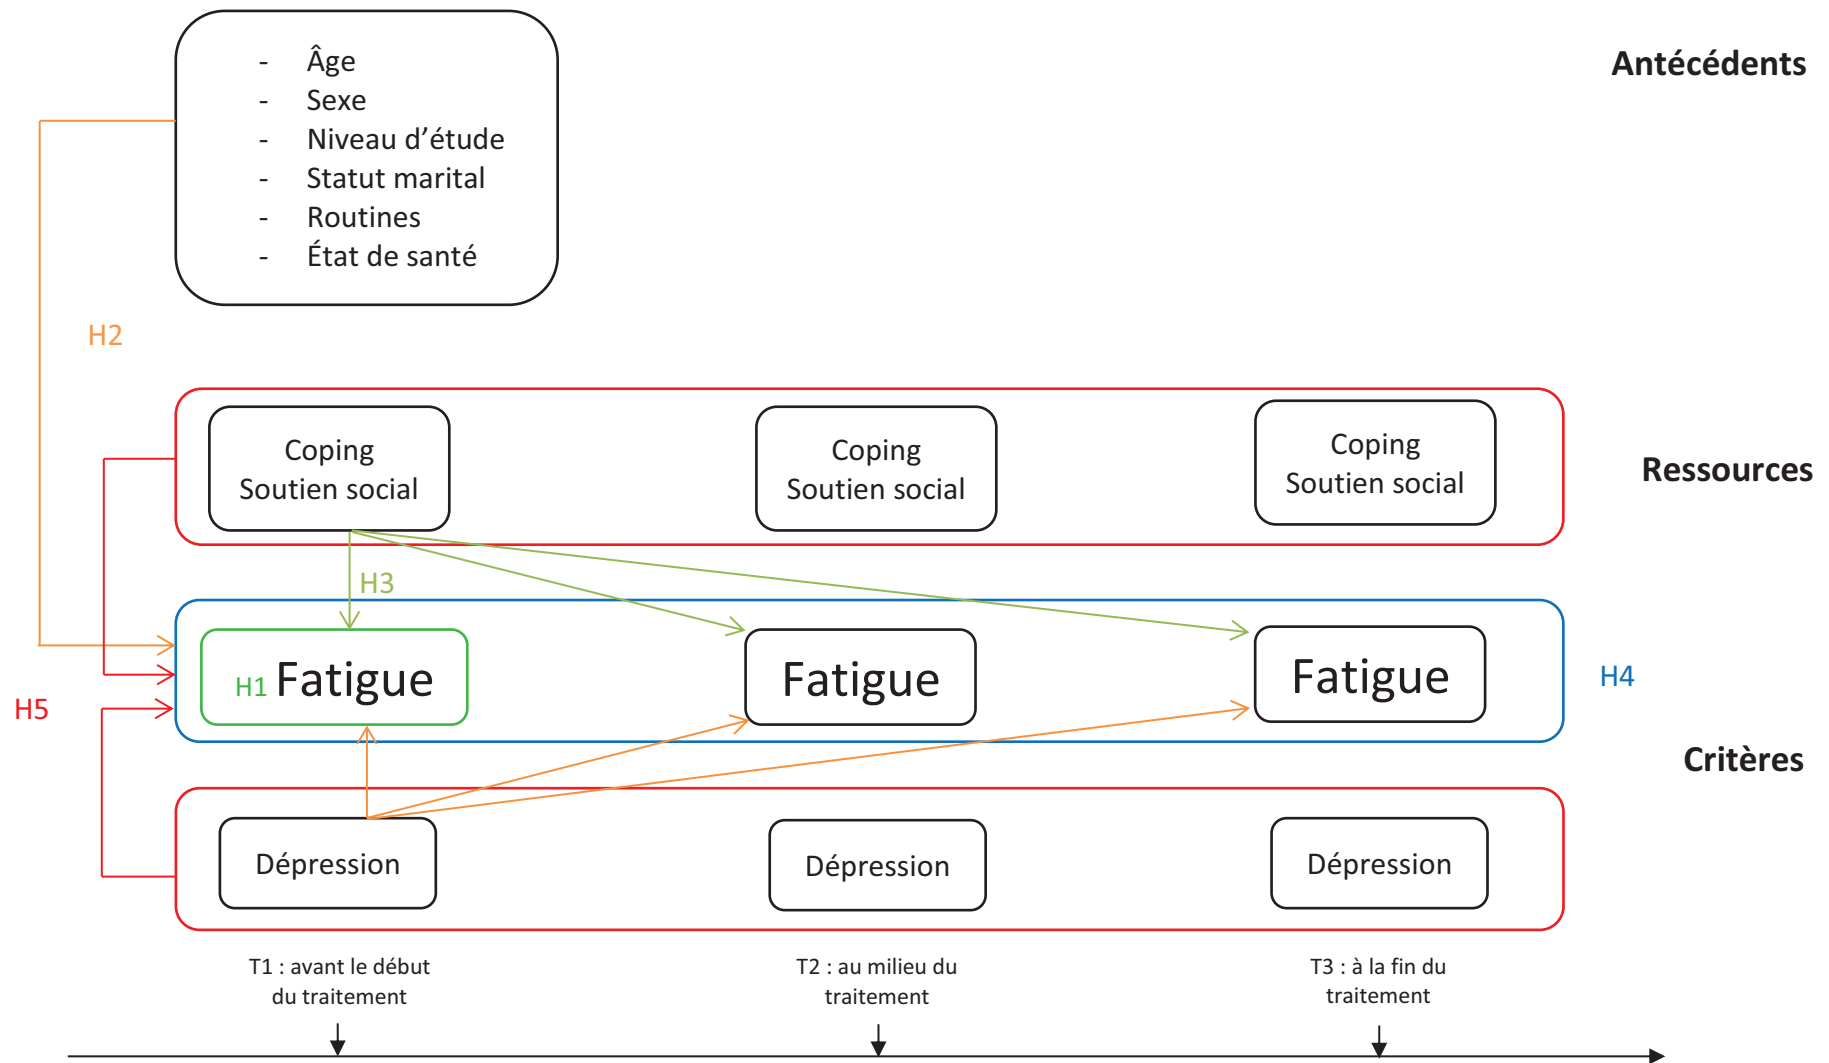 Antécédents
- Âge
- Sexe
- Niveau d'étude
- Statut marital
- Routines
- État de santé
H2
Coping
Soutien social
Coping
Soutien social
Coping
Soutien social
Ressources
H3
H1 Fatigue
Fatigue
Fatigue
H4
H5
Critères
Dépression
Dépression
Dépression
T1 : avant le début
du traitement
T2 : au milieu du
traitement
T3 : à la fin du
traitement